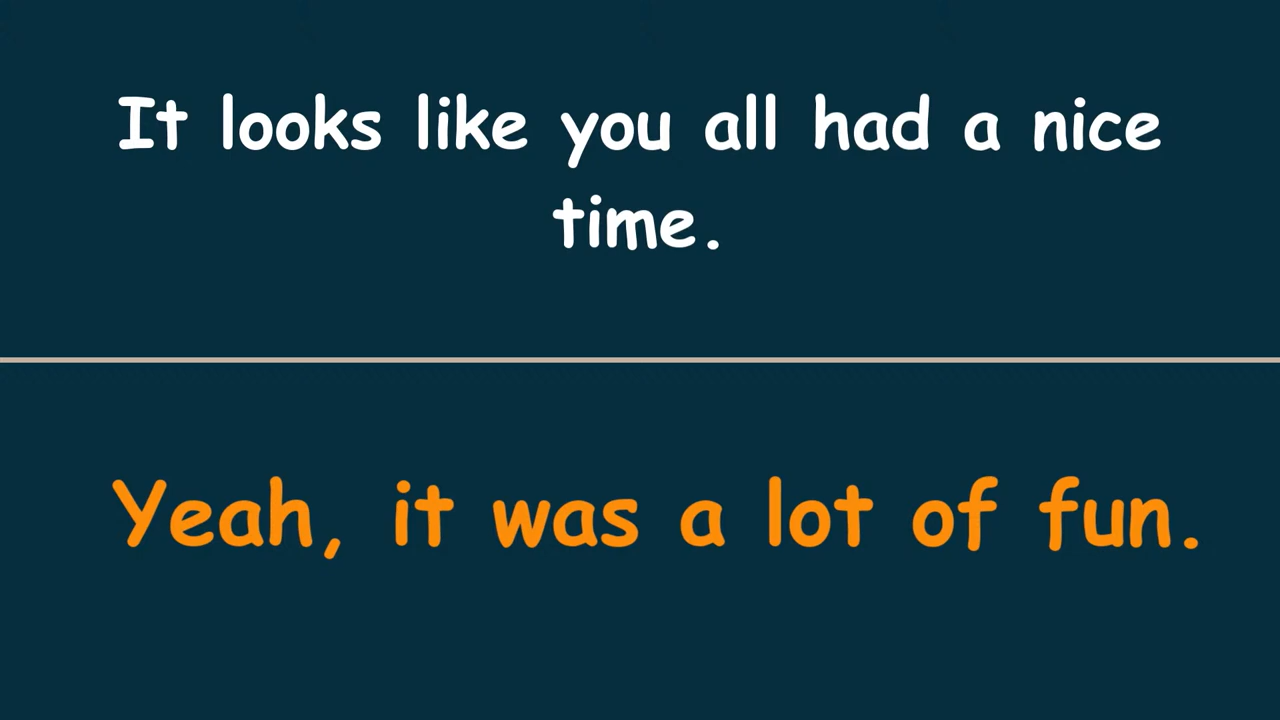 It looks like you all had a nice
time.
Yeah, it was a lot of fun.